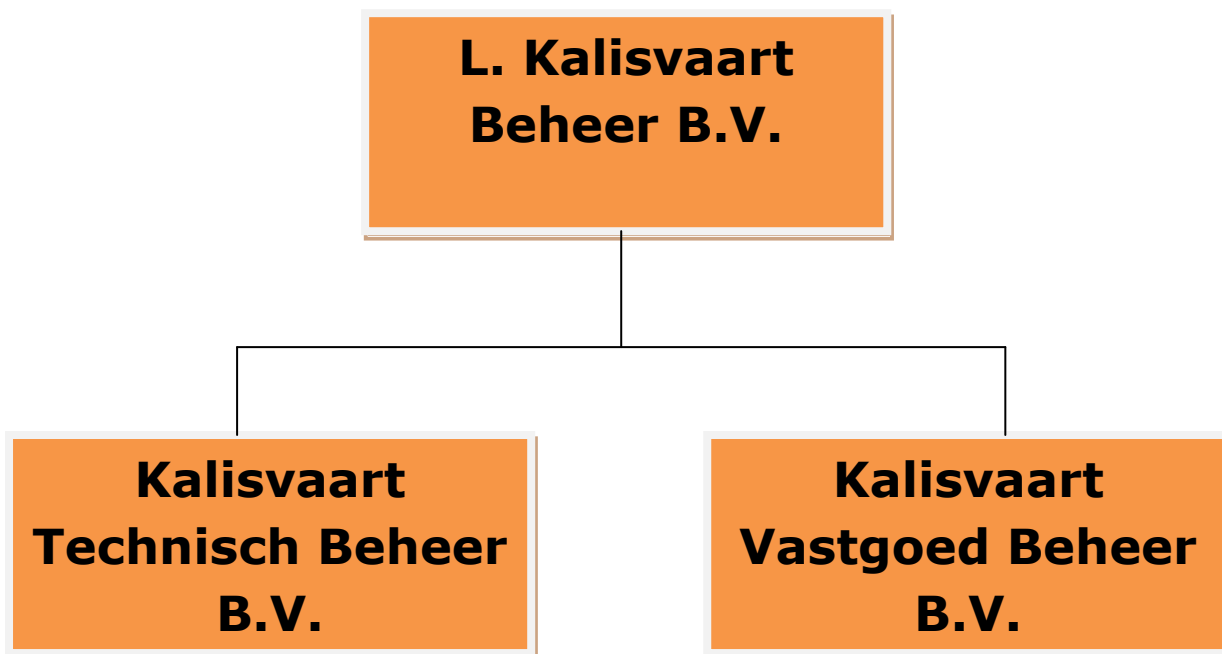 L. Kalisvaart
Beheer B.V.
Kalisvaart
Technisch Beheer
B.V.
Kalisvaart
Vastgoed Beheer
B.V.